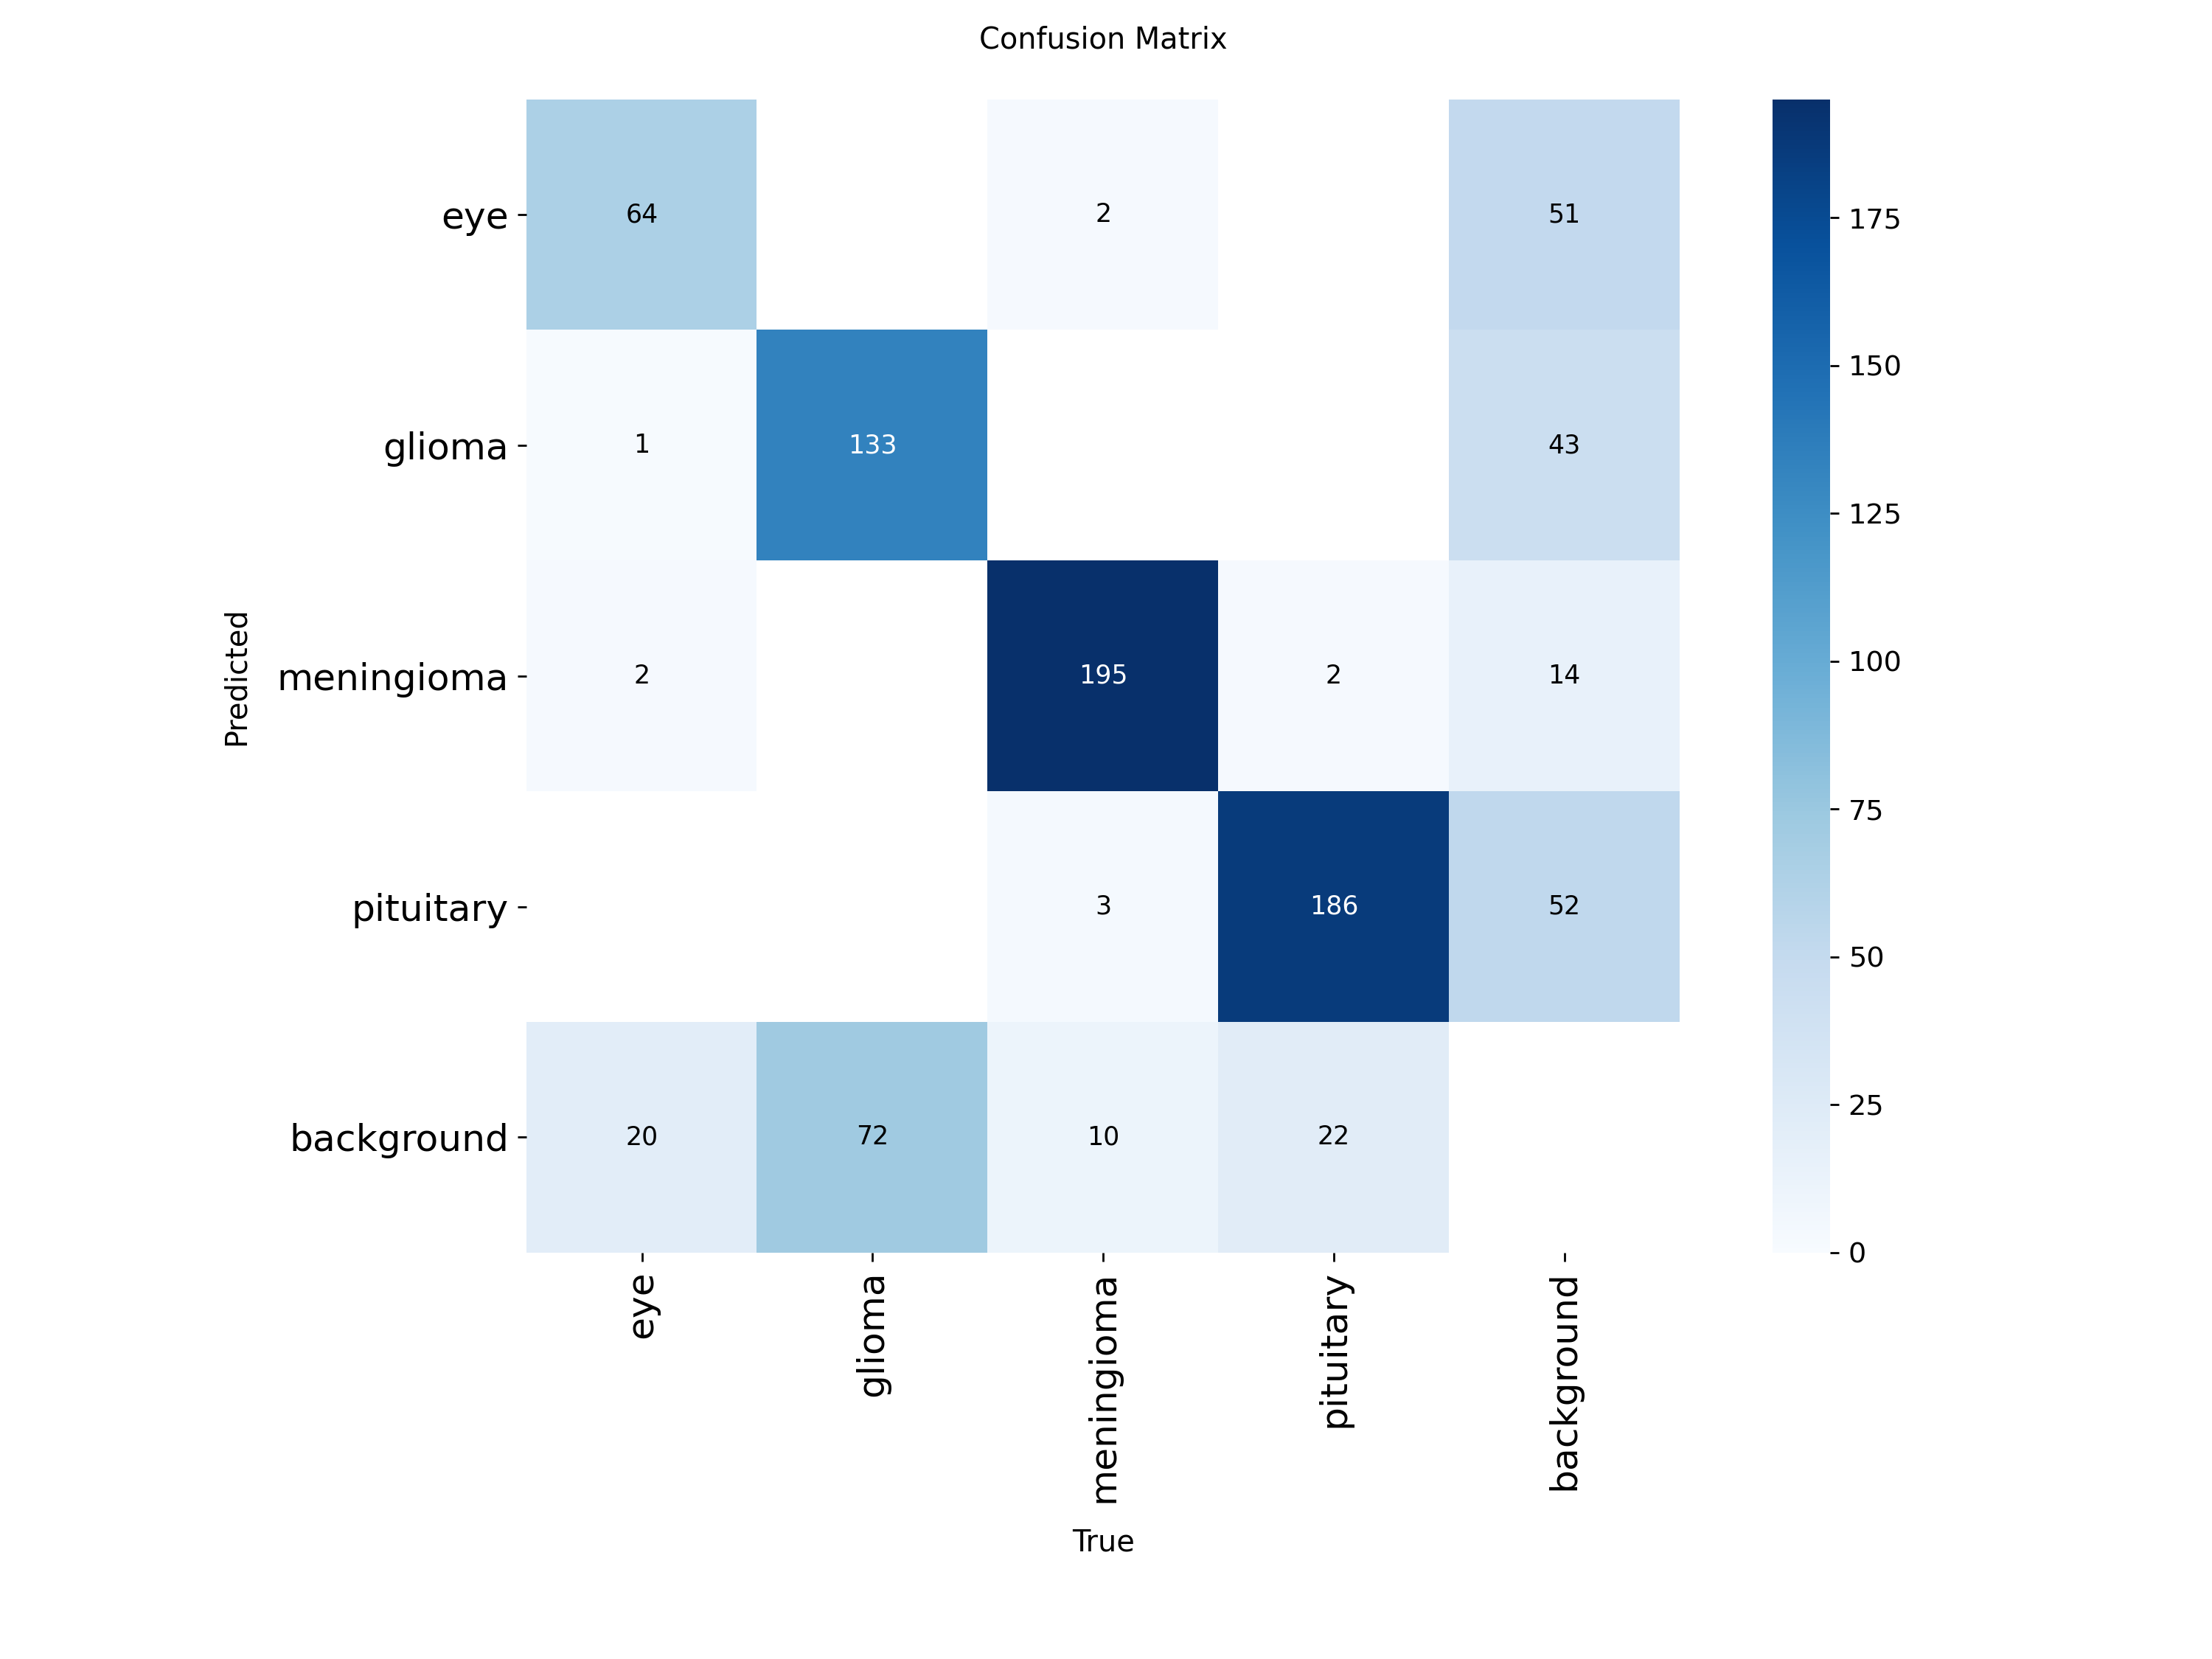 Confusion Matrix
eye
64
2
51
175
150
glioma
1
133
43
125
Predicted
meningioma
2
195
2
14
100
75
pituitary
3
186
52
50
background
20
72
10
22
25
0
eye
glioma
meningioma
pituitary
background
True